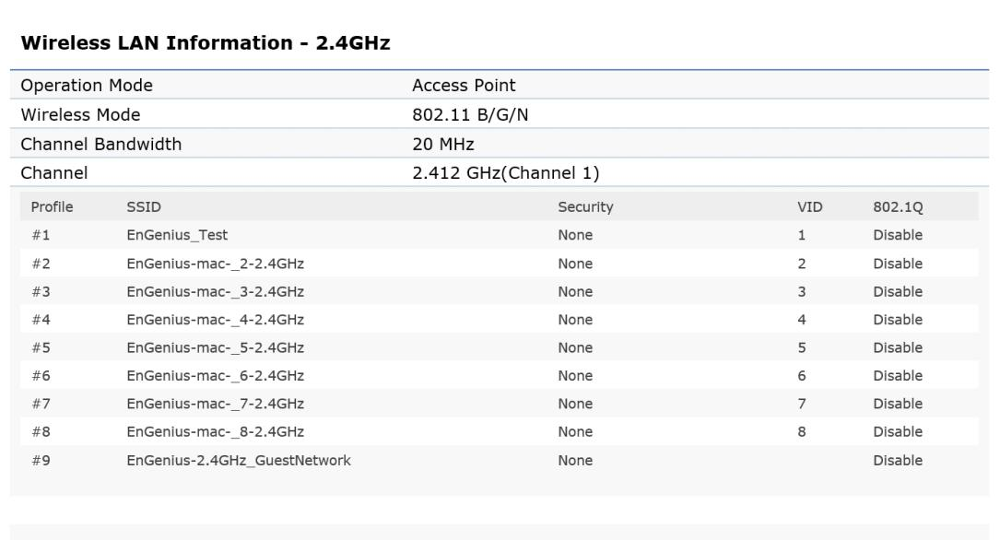 Wireless LAN Information - 2.4GHz
Operation Mode Access Point
Wireless Mode 802.11 B/G/N
Channel Bandwidth 20 MHz
Channel 2.412 GHz(Channel 1)
Profile SSID Security VID 802.1Q
#1 EnGenius_Test None 1 Disable
#2 EnGenius-mac-_2-2.4GHz None 2 Disable
#3 EnGenius-mac-_3-2.4GHz None 3 Disable
#4 EnGenius-mac-_4-2.4GHz None 4 Disable
#5 EnGenius-mac-_5-2.4GHz None 5 Disable
#6 EnGenius-mac-_6-2.4GHz None 6 Disable
#7 EnGenius-mac-_7-2.4GHz None 7 Disable
#8 EnGenius-mac-_8-2.4GHz None 8 Disable
#9 EnGenius-2.4GHz_GuestNetwork None Disable